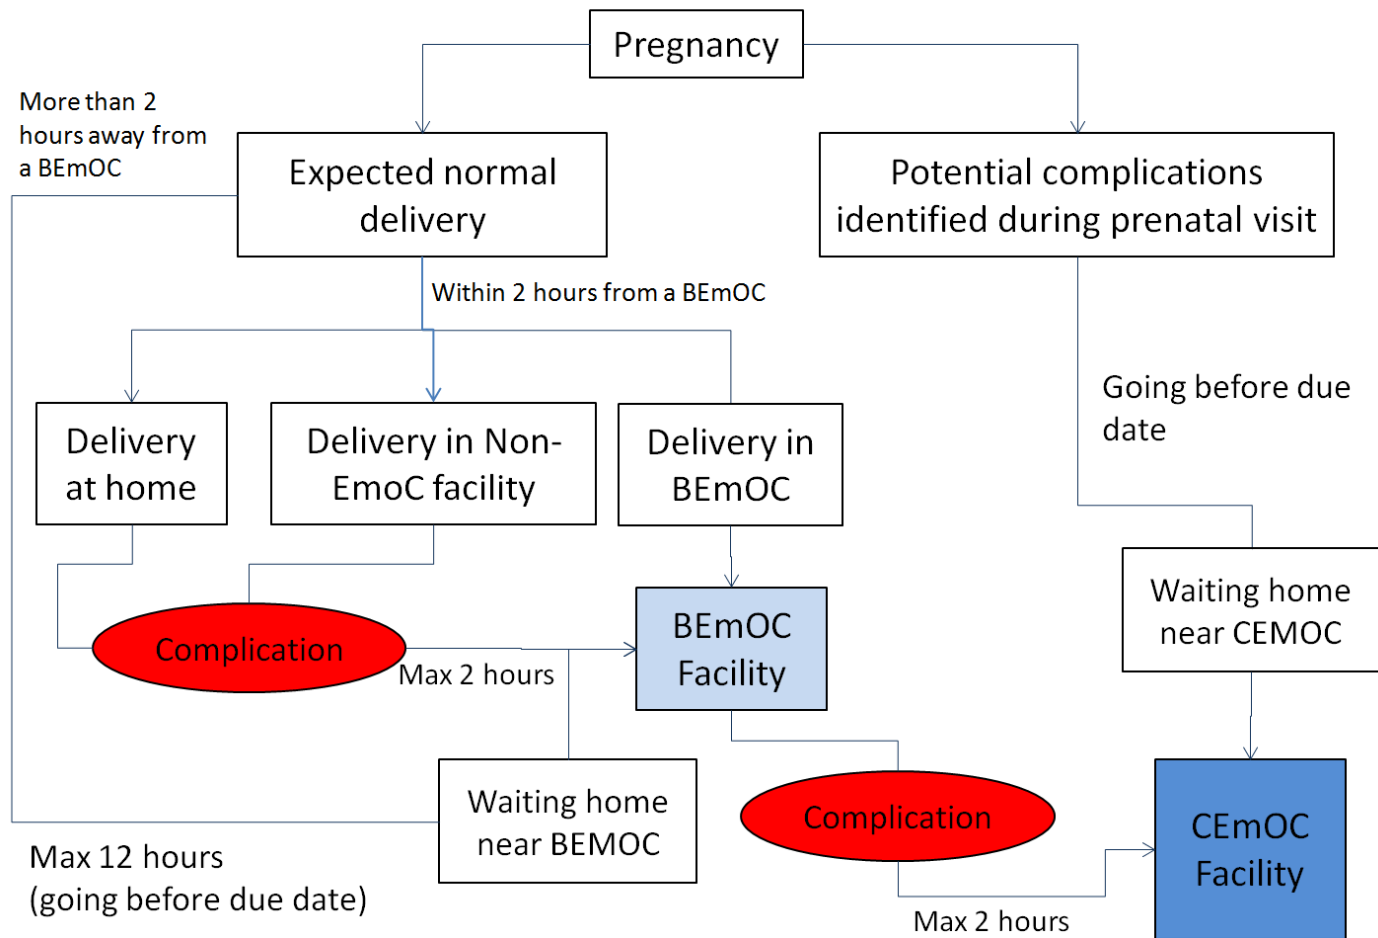 Pregnancy
More than 2
hours away from
a BEmOC
Expected normal
delivery
Potential complications
identified during prenatal visit
Within 2 hours from a BEmOC
Going before due
date
Delivery
at home
Delivery in Non-
EmoC facility
Delivery in
BEmOC
Waiting home
near CEMOC
Complication
Max 2 hours
BEmOC
Facility
Waiting home
near BEMOC
Complication
CEmOC
Facility
Max 12 hours
(going before due date)
Max 2 hours